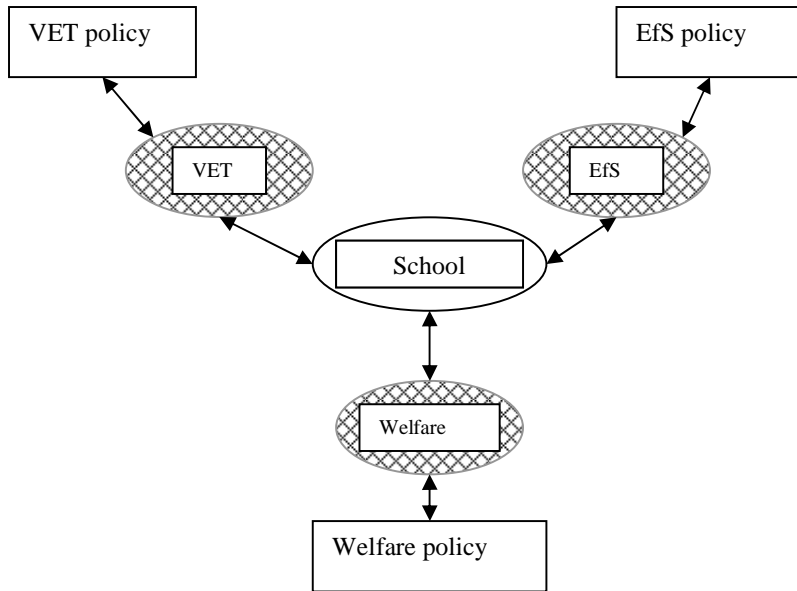 VET policy
EfS policy
VET
EfS
School
Welfare
Welfare policy